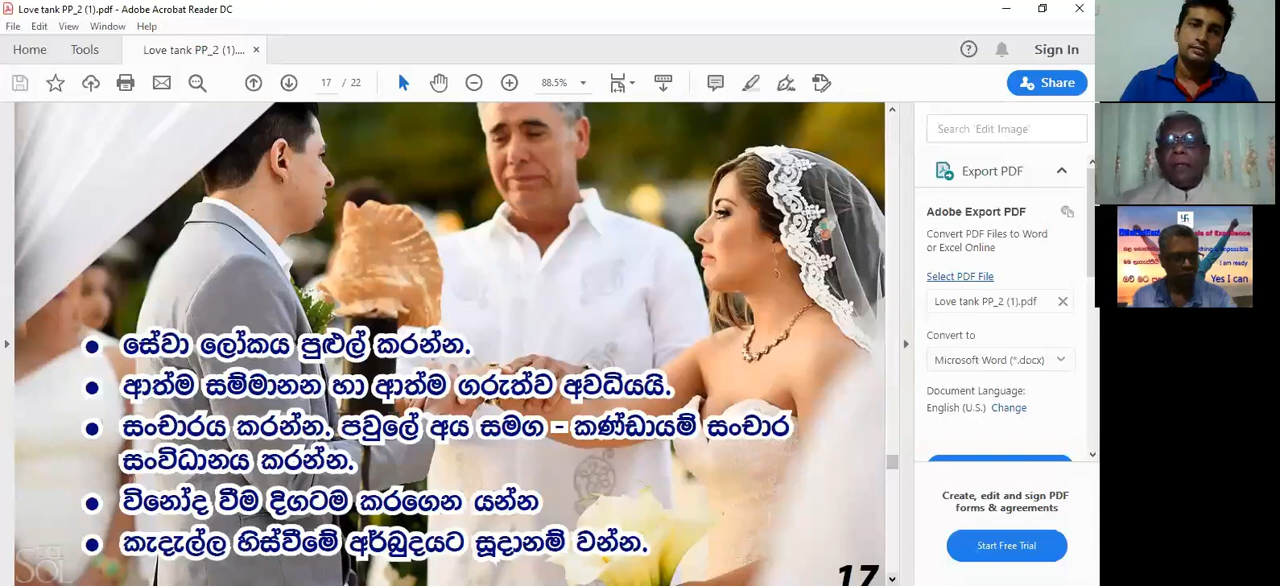 Love tank PP_2 (1).pdf - Adobe Acrobat Reader DC
File Edit View Window Help
Home Tools Love tank PP_2 (1).... × Sign In
17 / 22 88.5% Share
Search 'Edit Image'
Export PDF
Adobe Export PDF
Convert PDF Files to Word
or Excel Online
Select PDF File
Love tank PP_2 (1).pdf
Convert to
Microsoft Word (*.docx)
Document Language:
English (U.S.) Change
Create, edit and sign PDF
forms & agreements
Start Free Trial
• සේවා ලෝකය පුළුල් කරන්න.
• ආත්ම සම්මානන හා ආත්ම ගරුත්ව අවධියයි.
• සංචාරය කරන්න. පවුලේ අය සමග - කණ්ඩායම් සංචාර
සංවිධානය කරන්න.
• විනෝද වීම දිගටම කරගෙන යන්න
• කැදැල්ල හිස්වීමේ අර්බුදයට සූදානම් වන්න.
SOL
17
of Excellence
I am ready
Yes I can